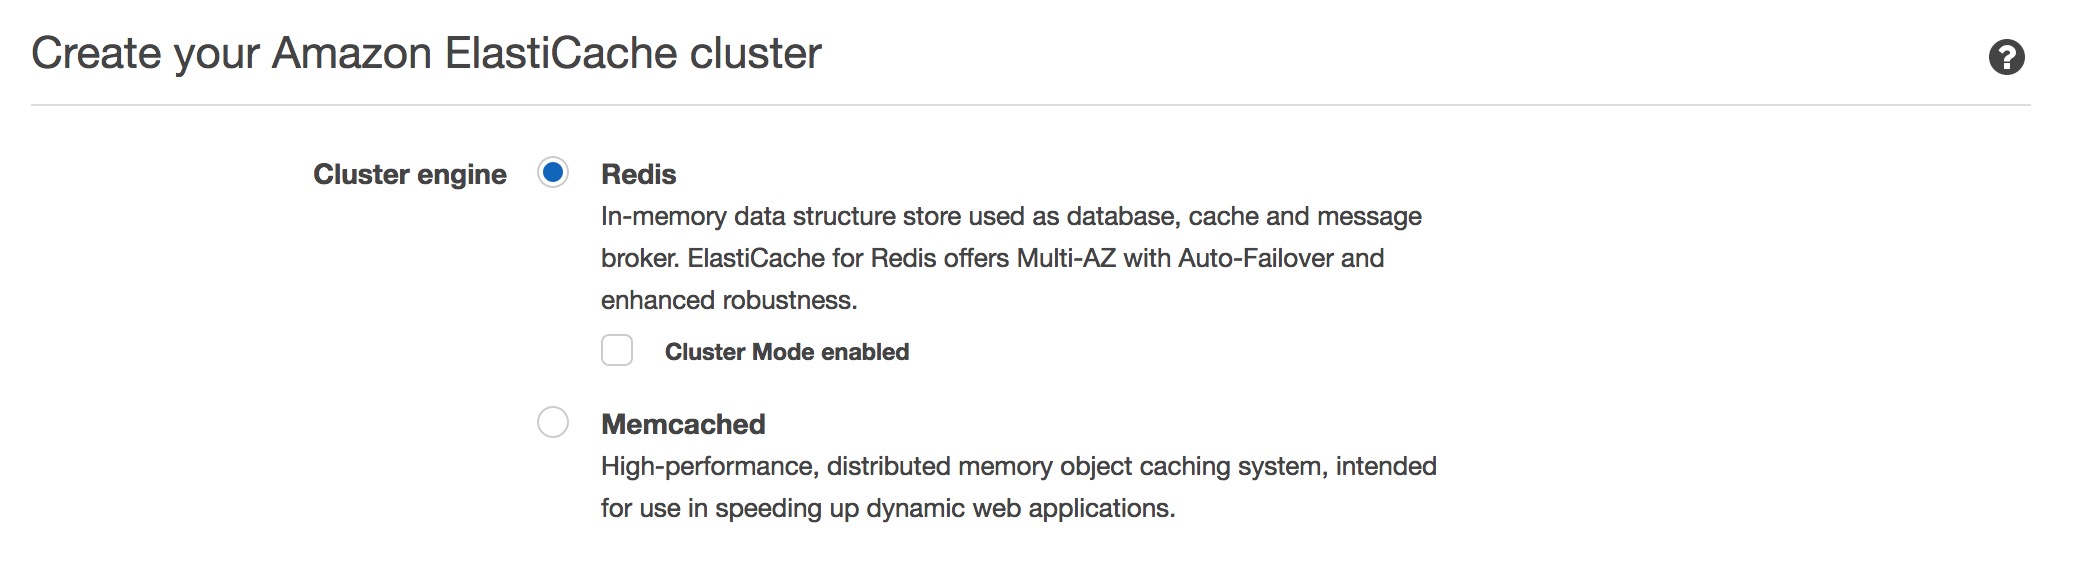 Create your Amazon ElastiCache cluster
?
Cluster engine
Redis
In-memory data structure store used as database, cache and message
broker. ElastiCache for Redis offers Multi-AZ with Auto-Failover and
enhanced robustness.
Cluster Mode enabled
Memcached
High-performance, distributed memory object caching system, intended
for use in speeding up dynamic web applications.